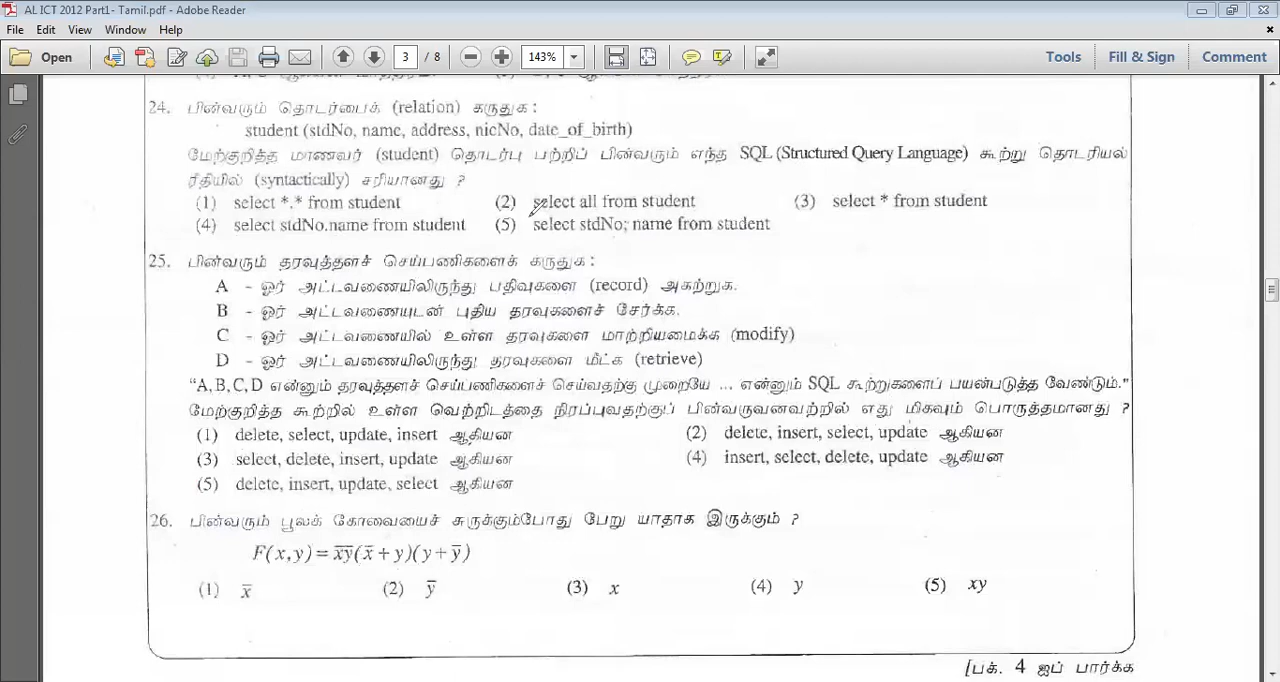 AL ICT 2012 Part1- Tamil.pdf - Adobe Reader
File Edit View Window Help
Open 3 / 8 143% Tools Fill & Sign Comment
24. பின்வரும் தொடர்பைக் (relation) கருதுக :
student (stdNo, name, address, nicNo, date_of_birth)
மேற்குறித்த மாணவர் (student) தொடர்பு பற்றிப் பின்வரும் எந்த SQL (Structured Query Language) கூற்று தொடரியல்
ரீதியில் (syntactically) சரியானது ?
(1) select *.* from student (2) select all from student (3) select * from student
(4) select stdNo.name from student (5) select stdNo; name from student
25. பின்வரும் தரவுத்தளச் செய்பணிகளைக் கருதுக :
A - ஓர் அட்டவணையிலிருந்து பதிவுகளை (record) அகற்றுக.
B - ஓர் அட்டவணையுடன் புதிய தரவுகளைச் சேர்க்க.
C - ஓர் அட்டவணையில் உள்ள தரவுகளை மாற்றியமைக்க (modify)
D - ஓர் அட்டவணையிலிருந்து தரவுகளை மீட்க (retrieve)
“A, B, C, D என்னும் தரவுத்தளச் செய்பணிகளைச் செய்வதற்கு முறையே ... என்னும் SQL கூற்றுகளைப் பயன்படுத்த வேண்டும்.”
மேற்குறித்த கூற்றில் உள்ள வெற்றிடத்தை நிரப்புவதற்குப் பின்வருவனவற்றில் எது மிகவும் பொருத்தமானது ?
(1) delete, select, update, insert ஆகியன (2) delete, insert, select, update ஆகியன
(3) select, delete, insert, update ஆகியன (4) insert, select, delete, update ஆகியன
(5) delete, insert, update, select ஆகியன
26. பின்வரும் பூலக் கோவையைச் சுருக்கும்போது பேறு யாதாக இருக்கும் ?
F(x,y) = x̅y̅(x̅ + y)(y + y̅)
(1) x̅ (2) y̅ (3) x (4) y (5) xy
[பக். 4 ஐப் பார்க்க